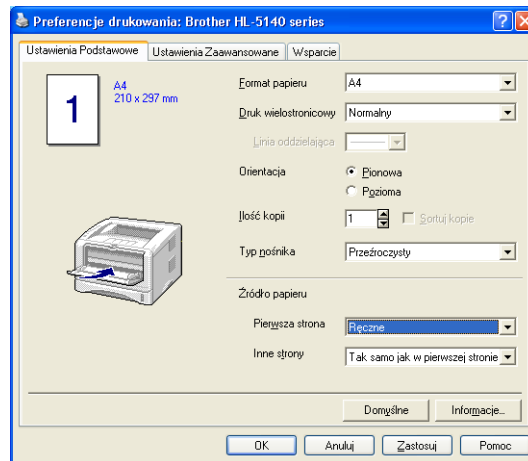 Preferencje drukowania: Brother HL-5140 series
Ustawienia Podstawowe
Ustawienia Zaawansowane
Wsparcie
1
A4
210 x 297 mm
Format papieru
A4
Druk wielostronicowy
Normalny
Linia oddzielająca
Orientacja
Pionowa
Pozioma
Ilość kopii
1
Sortuj kopie
Typ nośnika
Przeźroczysty
Źródło papieru
Pierwsza strona
Ręczne
Inne strony
Tak samo jak w pierwszej stronie
Domyślne
Informacje...
OK
Anuluj
Zastosuj
Pomoc